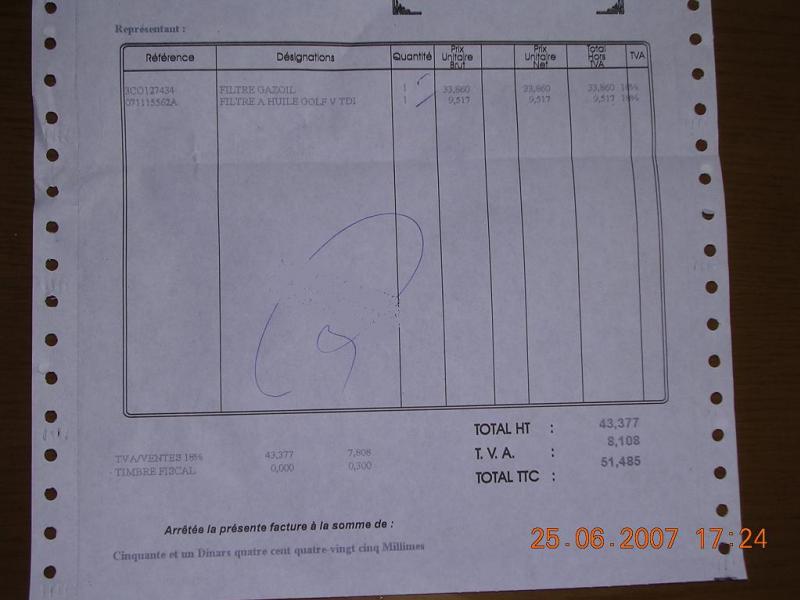 Représentant :
Référence Désignations Quantité Prix Unitaire Brut Prix Unitaire Net Total Hors TVA TVA
3CO127434 FILTRE GAZOIL 1 33,860 33,860 33,860 18%
071115562A FILTRE A HUILE GOLF V TDI 1 9,517 9,517 9,517 18%
TOTAL HT : 43,377
T. V. A. : 8,108
TOTAL TTC : 51,485
TVA/VENTES 18% 43,377 7,808
TIMBRE FISCAL 0,000 0,300
Arrêtée la présente facture à la somme de :
Cinquante et un Dinars quatre cent quatre-vingt cinq Millimes
25.06.2007 17:24